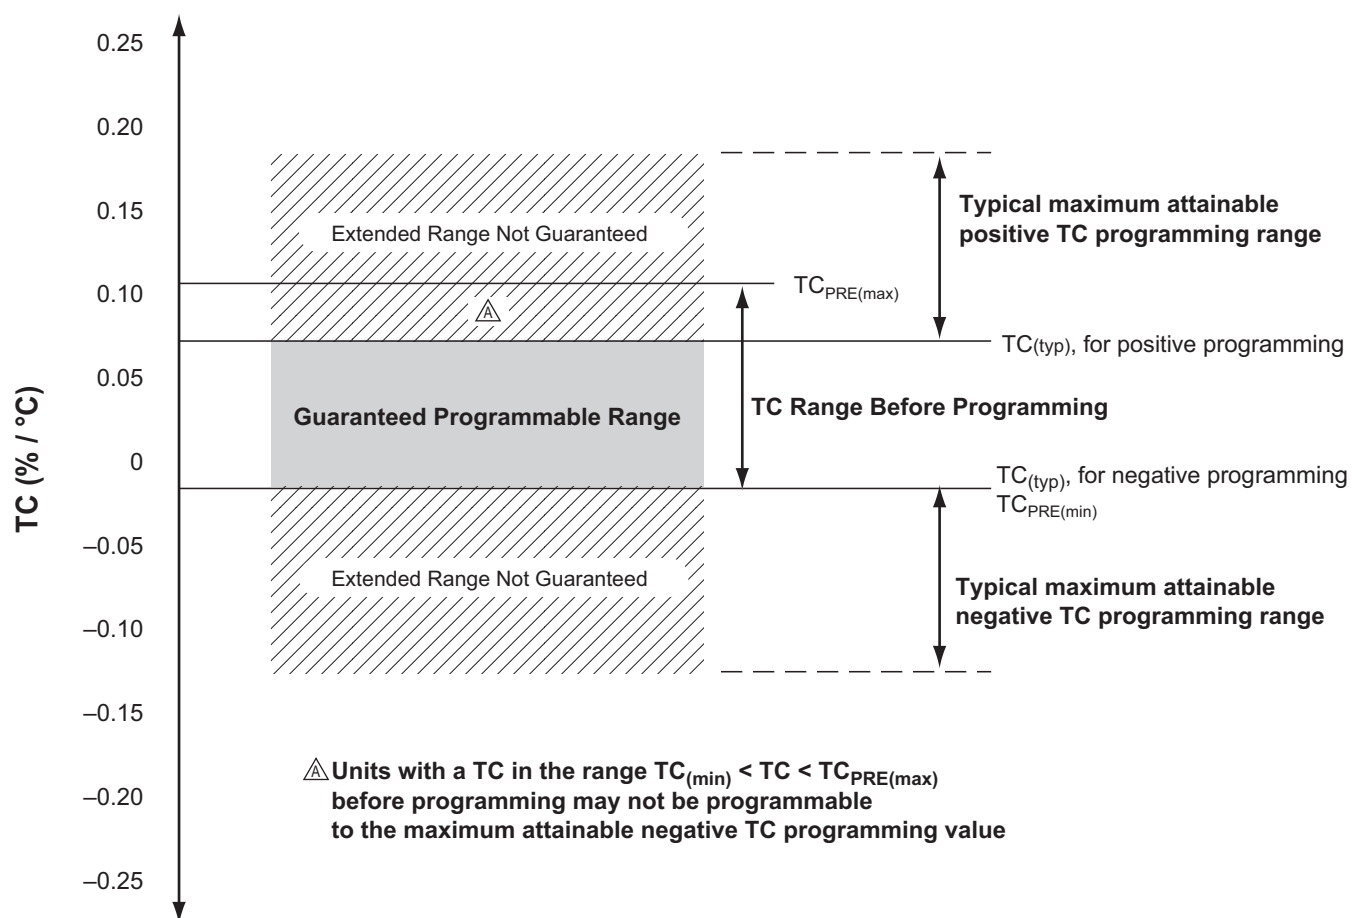 0.25
0.20
0.15
0.10
0.05
0
–0.05
–0.10
–0.15
–0.20
–0.25
TC (% / °C)
Extended Range Not Guaranteed
A
Guaranteed Programmable Range
Extended Range Not Guaranteed
Typical maximum attainable
positive TC programming range
TCPRE(max)
TC(typ), for positive programming
TC Range Before Programming
TC(typ), for negative programming
TCPRE(min)
Typical maximum attainable
negative TC programming range
A Units with a TC in the range TC(min) < TC < TCPRE(max)
before programming may not be programmable
to the maximum attainable negative TC programming value